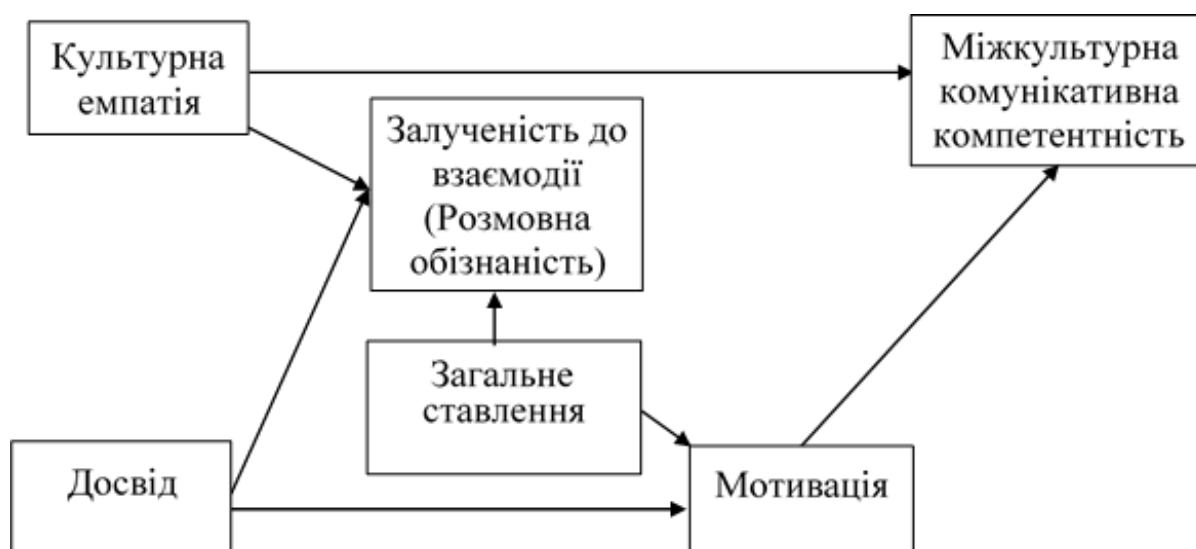 Культурна
емпатія
Міжкультурна
комунікативна
компетентність
Залученість до
взаємодії
(Розмовна
обізнаність)
Загальне
ставлення
Досвід
Мотивація